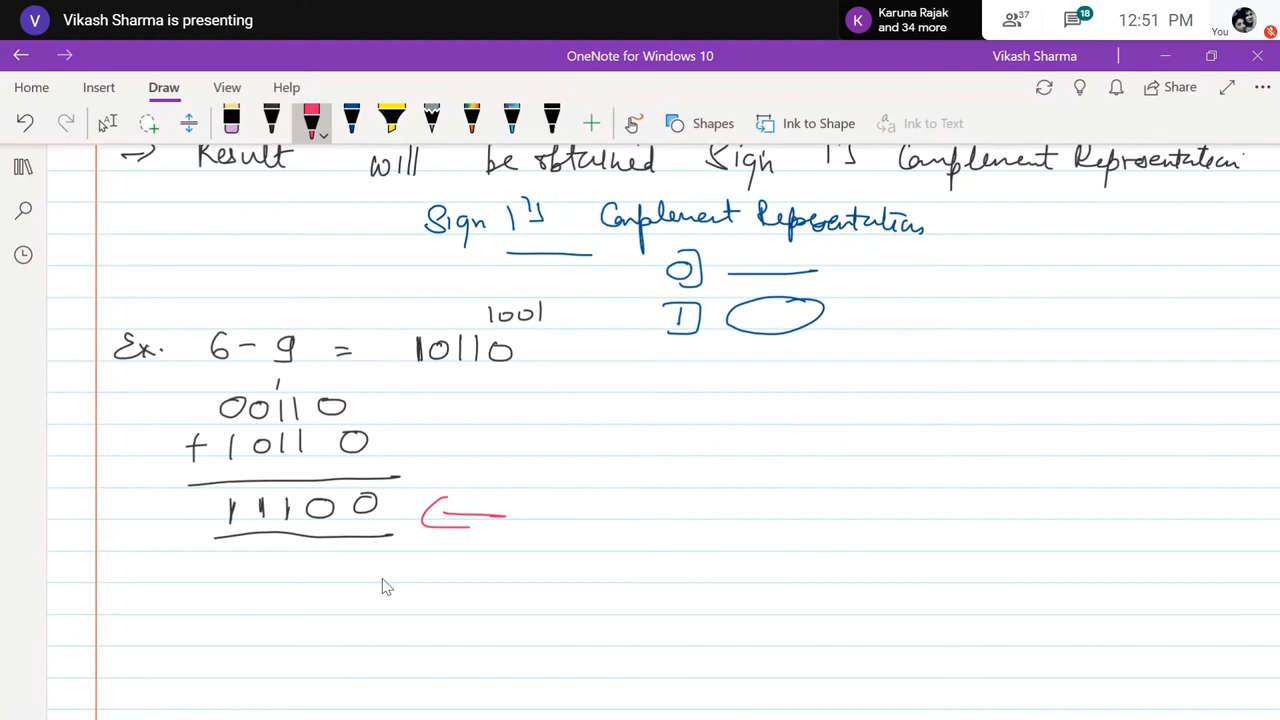 V Vikash Sharma is presenting
K Karuna Rajak and 34 more
37
18
12:51 PM
You
OneNote for Windows 10
Vikash Sharma
Home Insert Draw View Help
Share
Shapes
Ink to Shape
Ink to Text
→ Result will be obtained Sign 1's Complement Representation
Sign 1's Complement Representation
0
1
1001
Ex. 6 - 9 = 10110
1
00110
+ 10110
11100